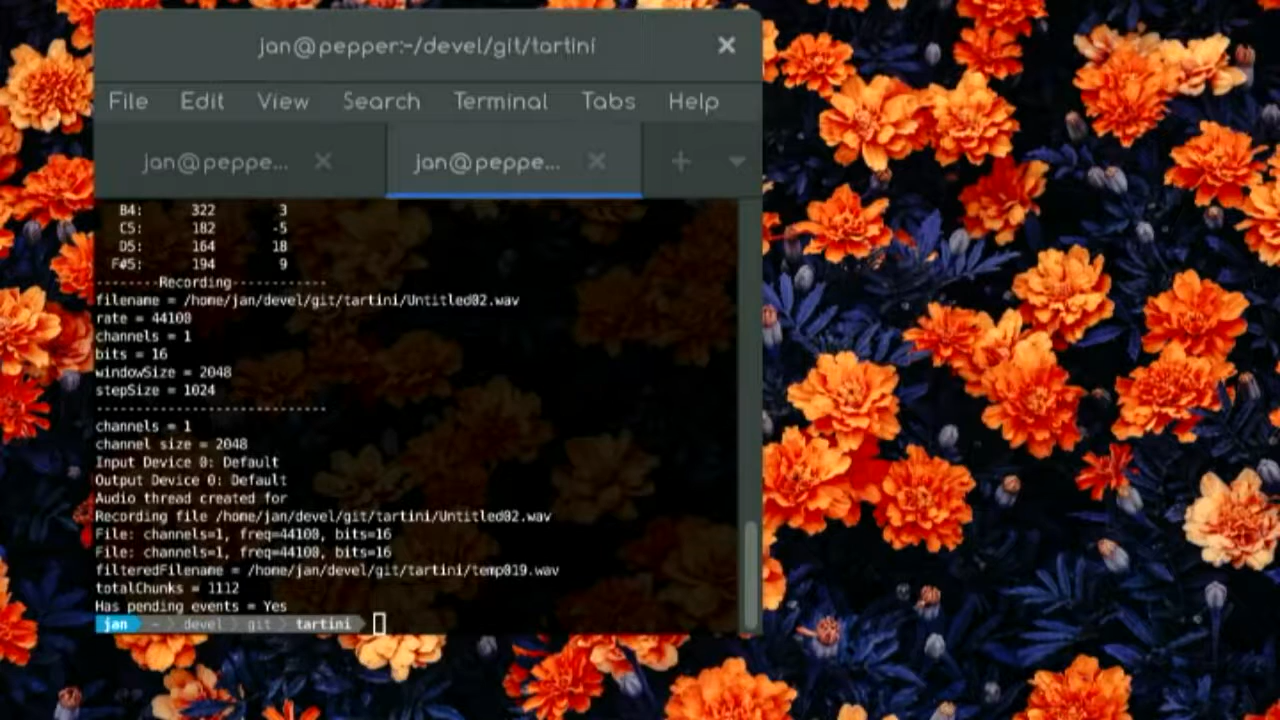 jan@pepper:~/devel/git/tartini
File Edit View Search Terminal Tabs Help
jan@peppe... jan@peppe...
B4: 322 3
C5: 182 -5
D5: 164 18
F#5: 194 9
--------Recording------------
filename = /home/jan/devel/git/tartini/Untitled02.wav
rate = 44100
channels = 1
bits = 16
windowSize = 2048
stepSize = 1024
-----------------------------
channels = 1
channel size = 2048
Input Device 0: Default
Output Device 0: Default
Audio thread created for
Recording file /home/jan/devel/git/tartini/Untitled02.wav
File: channels=1, freq=44100, bits=16
File: channels=1, freq=44100, bits=16
filteredFilename = /home/jan/devel/git/tartini/temp019.wav
totalChunks = 1112
Has pending events = Yes
jan ~ devel git tartini